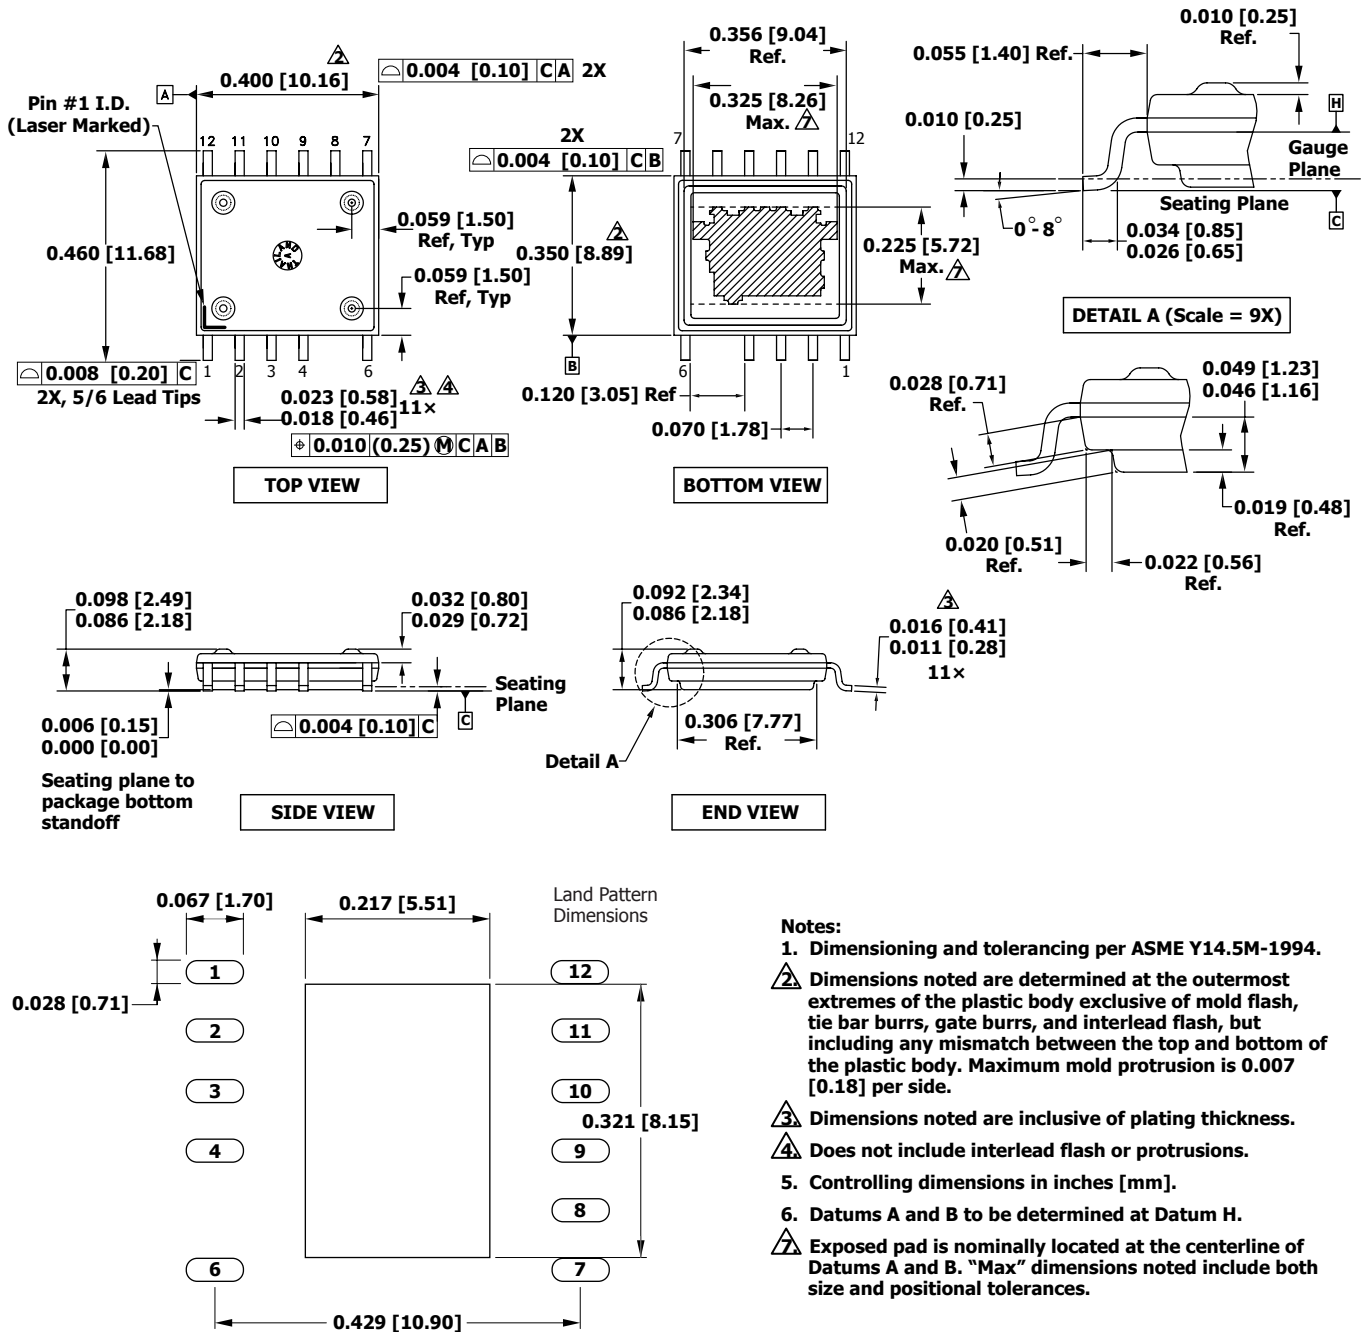 2
0.400 [10.16]
0.004 [0.10] C A 2X
A
Pin #1 I.D.
(Laser Marked)
12 11 10 9 8 7
0.460 [11.68]
0.059 [1.50]
Ref, Typ
0.059 [1.50]
Ref, Typ
0.008 [0.20] C
2X, 5/6 Lead Tips
1 2 3 4 6
0.023 [0.58]
0.018 [0.46]
11×
3 4
⌖ 0.010 (0.25) Ⓜ C A B
TOP VIEW
0.356 [9.04]
Ref.
0.325 [8.26]
Max. 7
2X
0.004 [0.10] C B
7 12
2
0.350 [8.89]
0.225 [5.72]
Max. 7
B
6 1
0.120 [3.05] Ref
0.070 [1.78]
BOTTOM VIEW
0.010 [0.25]
Ref.
0.055 [1.40] Ref.
0.010 [0.25]
H
Gauge
Plane
Seating Plane
C
0°-8°
0.034 [0.85]
0.026 [0.65]
DETAIL A (Scale = 9X)
0.028 [0.71]
Ref.
0.049 [1.23]
0.046 [1.16]
0.019 [0.48]
Ref.
0.020 [0.51]
Ref.
0.022 [0.56]
Ref.
0.098 [2.49]
0.086 [2.18]
0.032 [0.80]
0.029 [0.72]
Seating
Plane
0.006 [0.15]
0.000 [0.00]
0.004 [0.10] C
C
Seating plane to
package bottom
standoff
SIDE VIEW
0.092 [2.34]
0.086 [2.18]
3
0.016 [0.41]
0.011 [0.28]
11×
0.306 [7.77]
Ref.
Detail A
END VIEW
0.067 [1.70]
0.217 [5.51]
Land Pattern
Dimensions
0.028 [0.71]
1 12
2 11
3 10
0.321 [8.15]
4 9
8
6 7
0.429 [10.90]
Notes:
1. Dimensioning and tolerancing per ASME Y14.5M-1994.
2. Dimensions noted are determined at the outermost
extremes of the plastic body exclusive of mold flash,
tie bar burrs, gate burrs, and interlead flash, but
including any mismatch between the top and bottom of
the plastic body. Maximum mold protrusion is 0.007
[0.18] per side.
3. Dimensions noted are inclusive of plating thickness.
4. Does not include interlead flash or protrusions.
5. Controlling dimensions in inches [mm].
6. Datums A and B to be determined at Datum H.
7. Exposed pad is nominally located at the centerline of
Datums A and B. “Max” dimensions noted include both
size and positional tolerances.